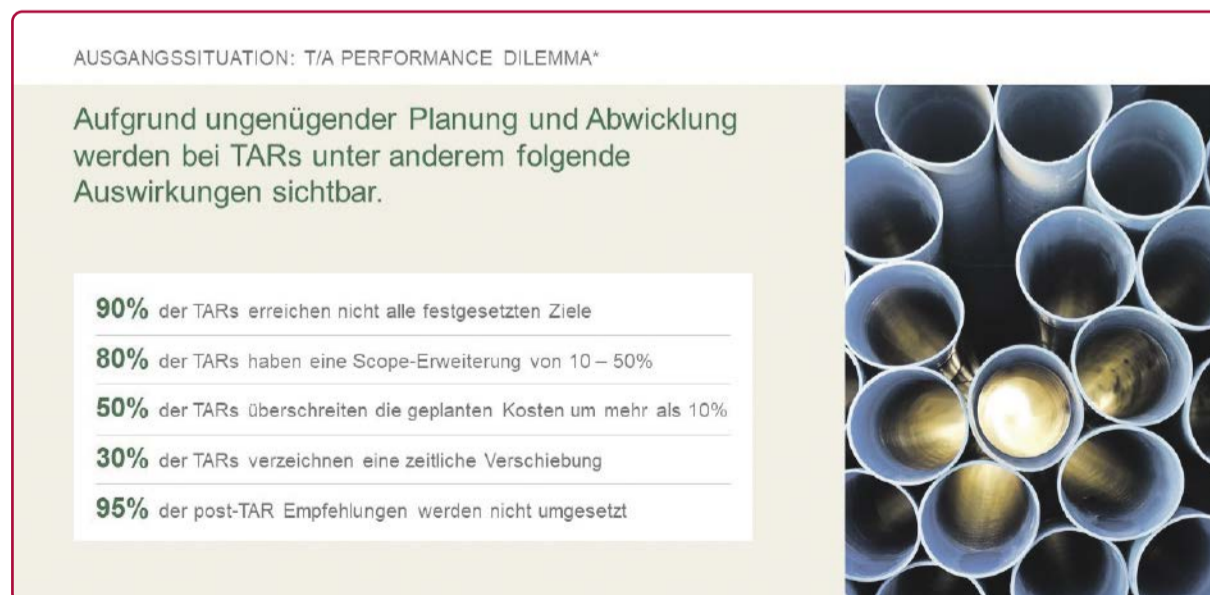 AUSGANGSSITUATION: T/A PERFORMANCE DILEMMA*
Aufgrund ungenügender Planung und Abwicklung
werden bei TARs unter anderem folgende
Auswirkungen sichtbar.
90% der TARs erreichen nicht alle festgesetzten Ziele
80% der TARs haben eine Scope-Erweiterung von 10 – 50%
50% der TARs überschreiten die geplanten Kosten um mehr als 10%
30% der TARs verzeichnen eine zeitliche Verschiebung
95% der post-TAR Empfehlungen werden nicht umgesetzt